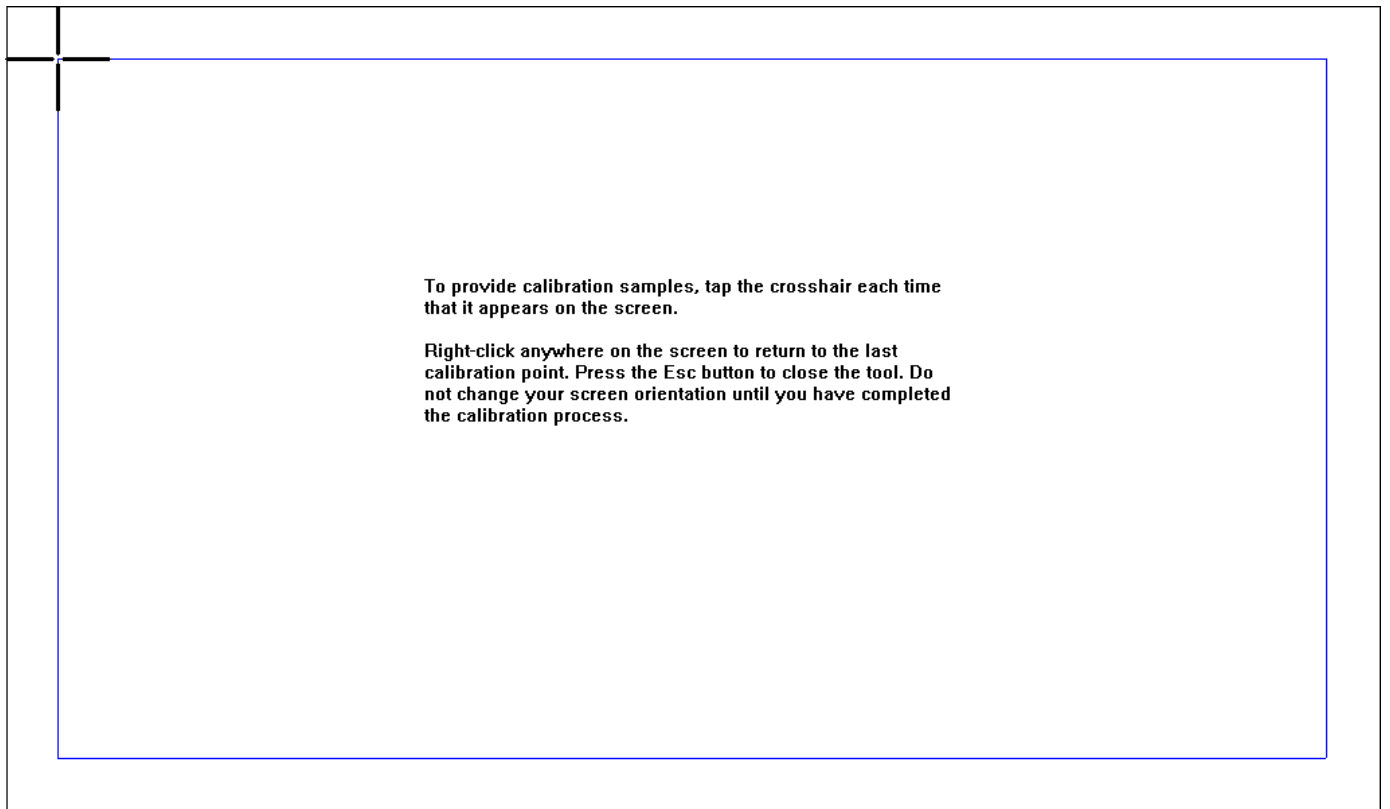 To provide calibration samples, tap the crosshair each time
that it appears on the screen.
Right-click anywhere on the screen to return to the last
calibration point. Press the Esc button to close the tool. Do
not change your screen orientation until you have completed
the calibration process.